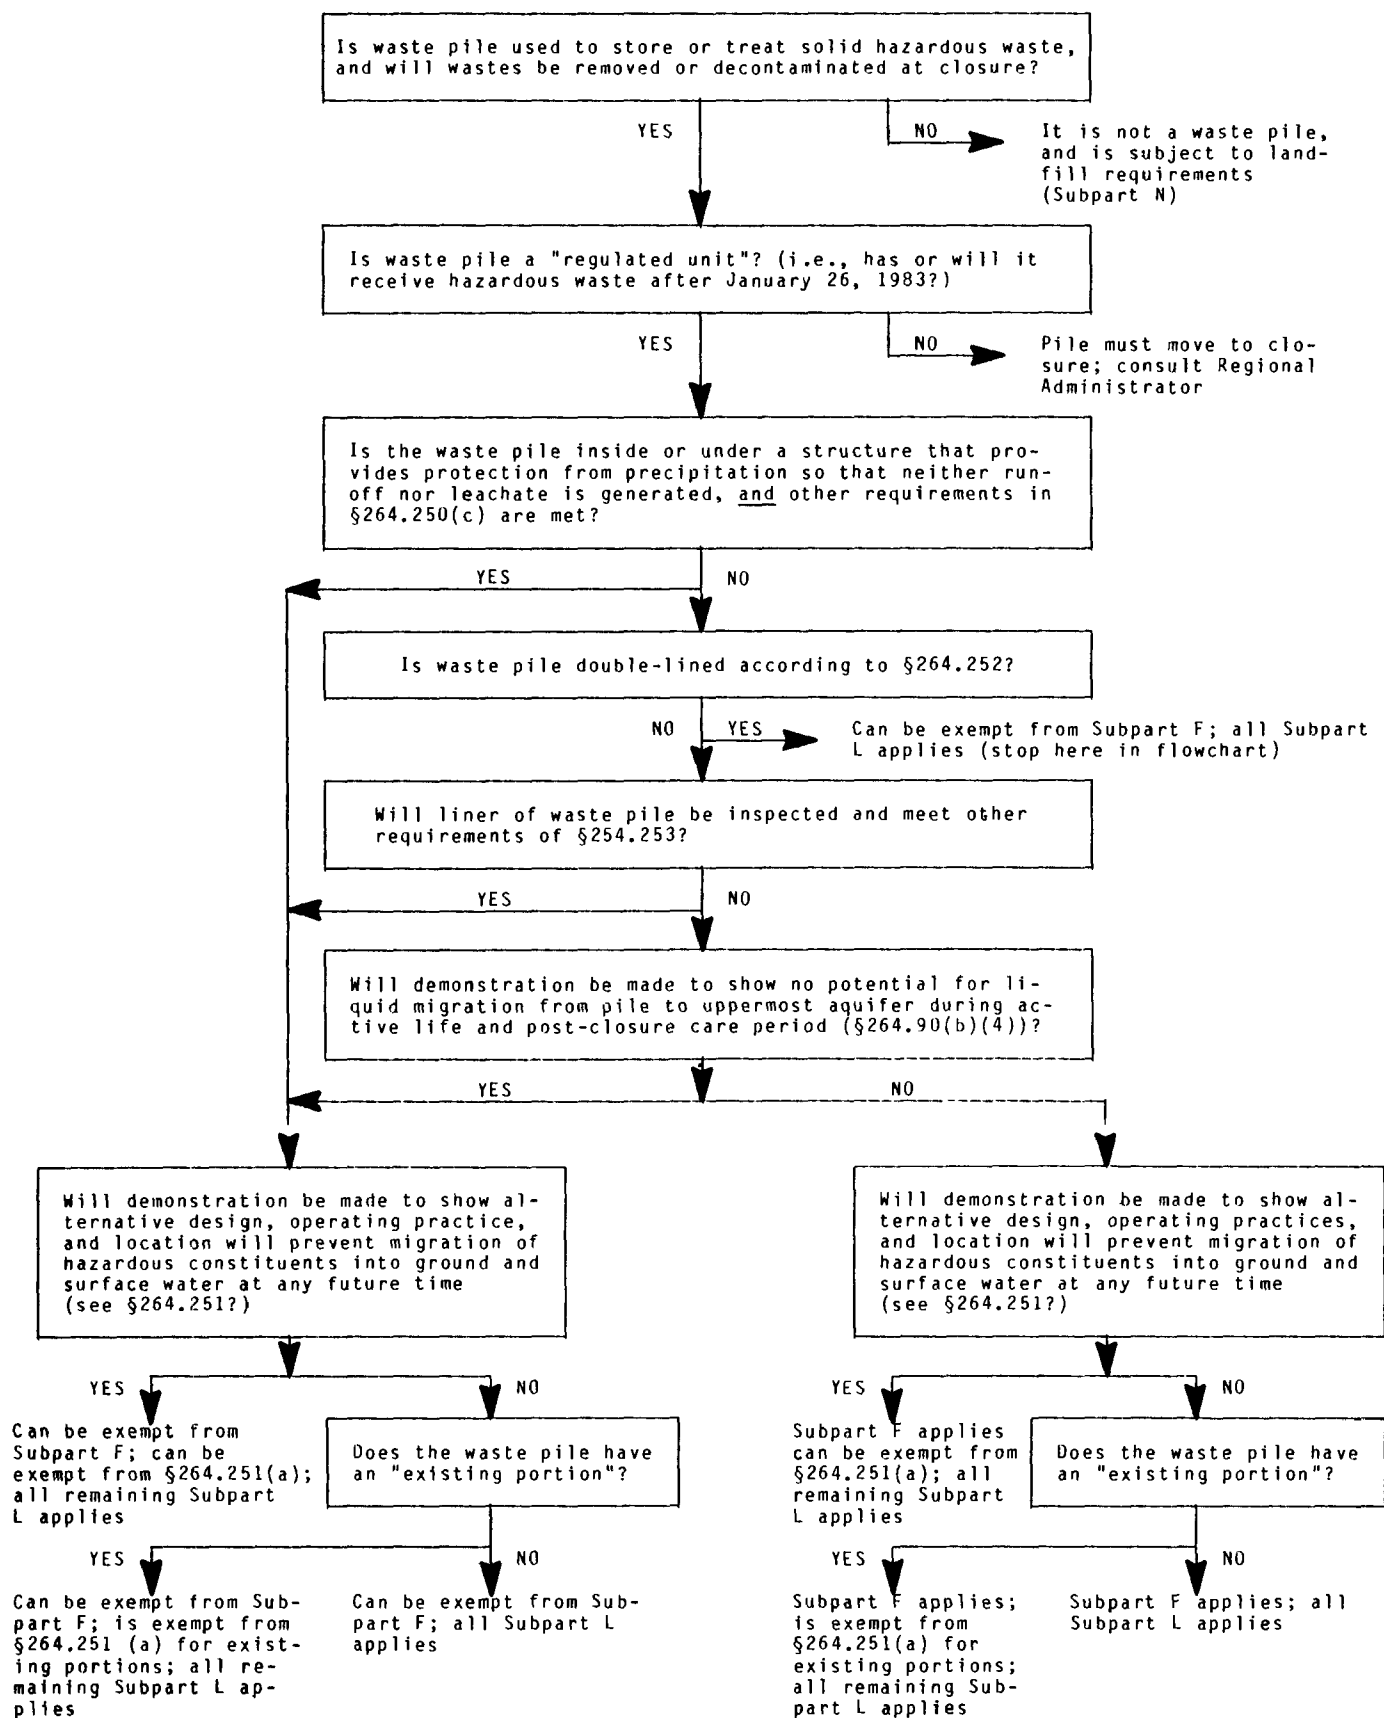 Is waste pile used to store or treat solid hazardous waste,
and will wastes be removed or decontaminated at closure?
YES
NO
It is not a waste pile,
and is subject to land-
fill requirements
(Subpart N)
Is waste pile a "regulated unit"? (i.e., has or will it
receive hazardous waste after January 26, 1983?)
YES
NO
Pile must move to clo-
sure; consult Regional
Administrator
Is the waste pile inside or under a structure that pro-
vides protection from precipitation so that neither run-
off nor leachate is generated, and other requirements in
§264.250(c) are met?
YES
NO
Is waste pile double-lined according to §264.252?
NO
YES
Can be exempt from Subpart F; all Subpart
L applies (stop here in flowchart)
Will liner of waste pile be inspected and meet other
requirements of §254.253?
YES
NO
Will demonstration be made to show no potential for li-
quid migration from pile to uppermost aquifer during ac-
tive life and post-closure care period (§264.90(b)(4))?
YES
NO
Will demonstration be made to show al-
ternative design, operating practice,
and location will prevent migration of
hazardous constituents into ground and
surface water at any future time
(see §264.251?)
Will demonstration be made to show al-
ternative design, operating practices,
and location will prevent migration of
hazardous constituents into ground and
surface water at any future time
(see §264.251?)
YES
NO
YES
NO
Can be exempt from
Subpart F; can be
exempt from §264.251(a);
all remaining Subpart
L applies
Does the waste pile have
an "existing portion"?
Subpart F applies
can be exempt from
§264.251(a); all
remaining Subpart
L applies
Does the waste pile have
an "existing portion"?
YES
NO
YES
NO
Can be exempt from Sub-
part F; is exempt from
§264.251 (a) for exist-
ing portions; all re-
maining Subpart L ap-
plies
Can be exempt from Sub-
part F; all Subpart L
applies
Subpart F applies;
is exempt from
§264.251(a) for
existing portions;
all remaining Sub-
part L applies
Subpart F applies; all
Subpart L applies